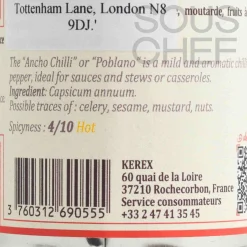 SOUS
CHEF
Tottenham Lane, London N8
9DJ.'
, moutarde, fruits à
The "Ancho Chilli" or "Poblano" is a mild and aromatic chilli
pepper, ideal for sauces and stews or casseroles.
Ingredient: Capsicum annuum.
Possible traces of : celery, sesame, mustard, nuts.
Spicyness : 4/10 Hot
KEREX
60 quai de la Loire
37210 Rochecorbon, France
Service consommateurs
+33 2 47 41 35 45
3 760312 690555